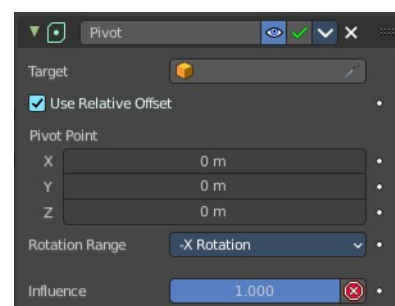 Pivot
Target
Use Relative Offset
Pivot Point
X 0 m
Y 0 m
Z 0 m
Rotation Range -X Rotation
Influence 1.000